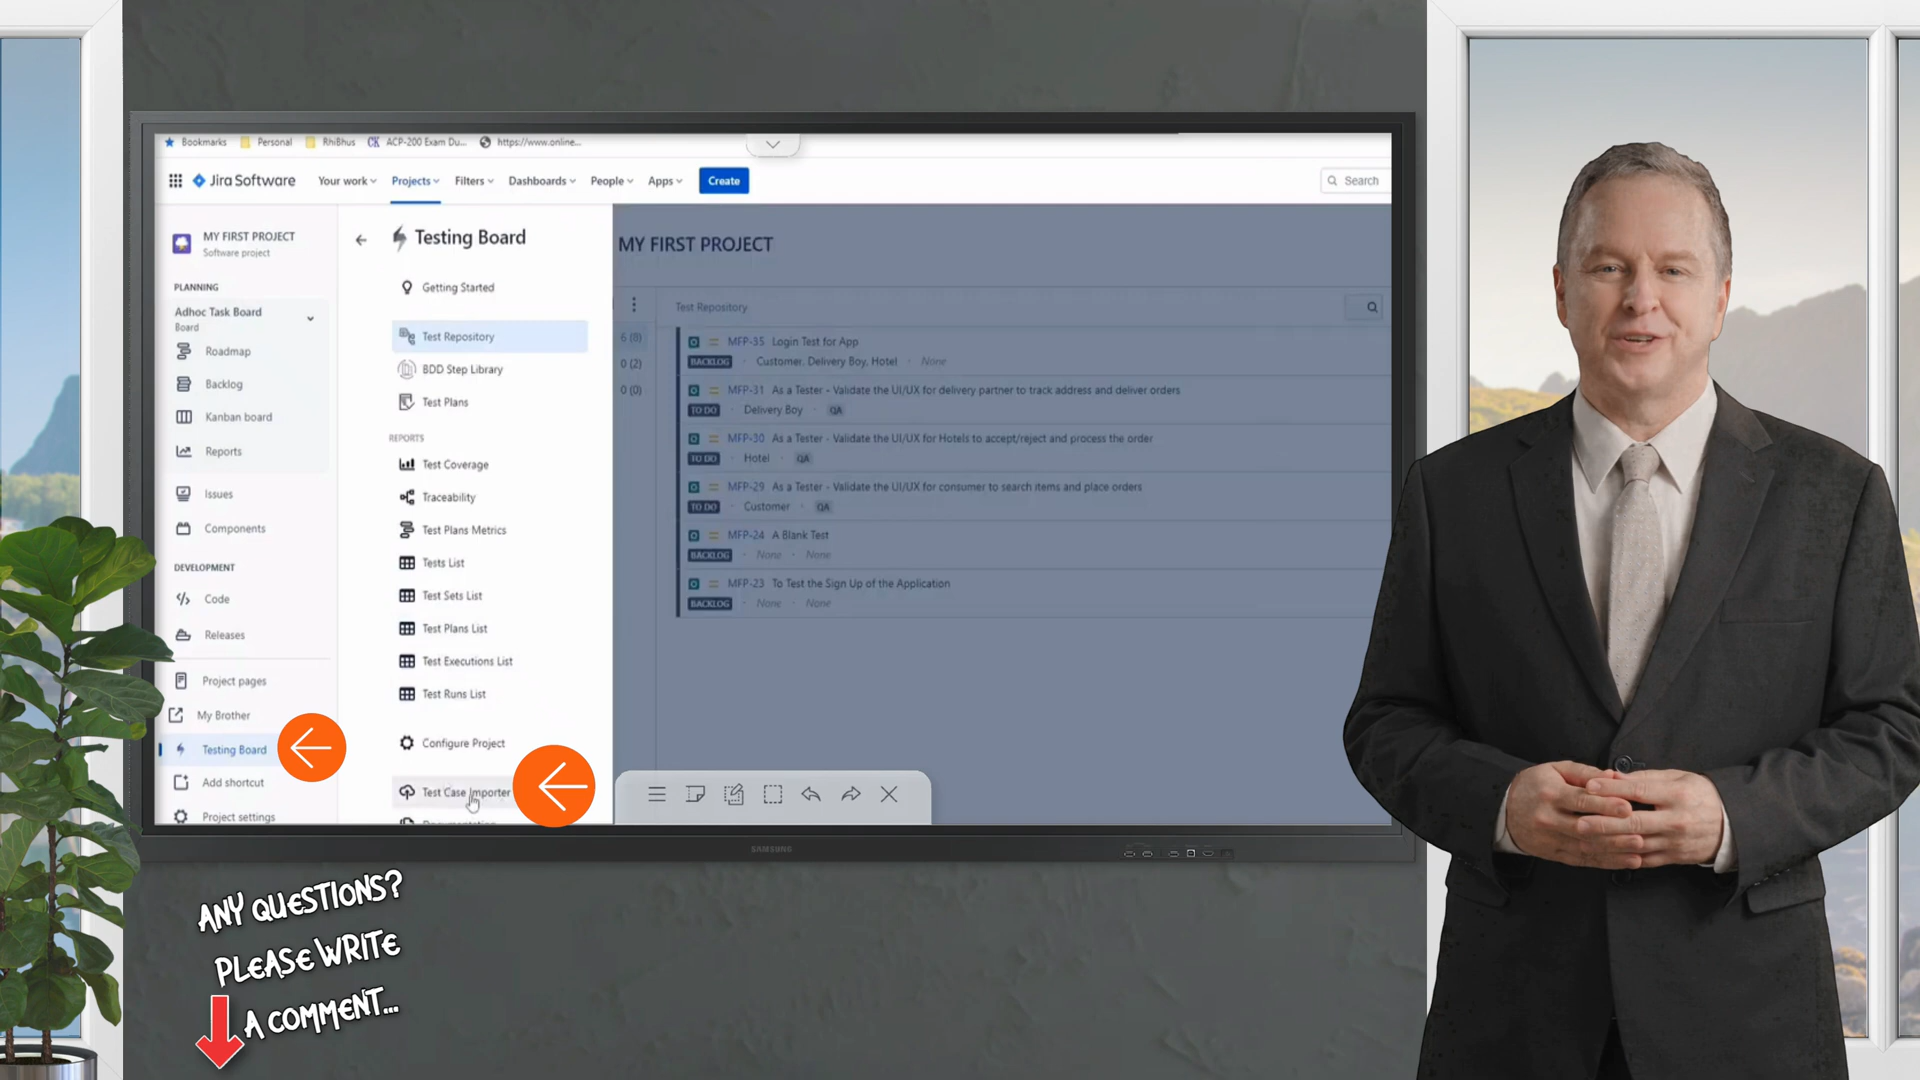 Bookmarks Personal RhiBhus CK ACP-200 Exam Du... https://www.online...
Jira Software Your work Projects Filters Dashboards People Apps Create Search
MY FIRST PROJECT
Software project
PLANNING
Adhoc Task Board
Board
Roadmap
Backlog
Kanban board
Reports
Issues
Components
DEVELOPMENT
Code
Releases
Project pages
My Brother
Testing Board
Add shortcut
Project settings
Testing Board
Getting Started
Test Repository
BDD Step Library
Test Plans
REPORTS
Test Coverage
Traceability
Test Plans Metrics
Tests List
Test Sets List
Test Plans List
Test Executions List
Test Runs List
Configure Project
Test Case Importer
MY FIRST PROJECT
6 (8)
0 (2)
0 (0)
Test Repository
MFP-35 Login Test for App
BACKLOG · Customer, Delivery Boy, Hotel · None
MFP-31 As a Tester - Validate the UI/UX for delivery partner to track address and deliver orders
TO DO · Delivery Boy · QA
MFP-30 As a Tester - Validate the UI/UX for Hotels to accept/reject and process the order
TO DO · Hotel · QA
MFP-29 As a Tester - Validate the UI/UX for consumer to search items and place orders
TO DO · Customer · QA
MFP-24 A Blank Test
BACKLOG · None · None
MFP-23 To Test the Sign Up of the Application
BACKLOG · None · None
SAMSUNG
ANY QUESTIONS?
PLEASE WRITE
A COMMENT...